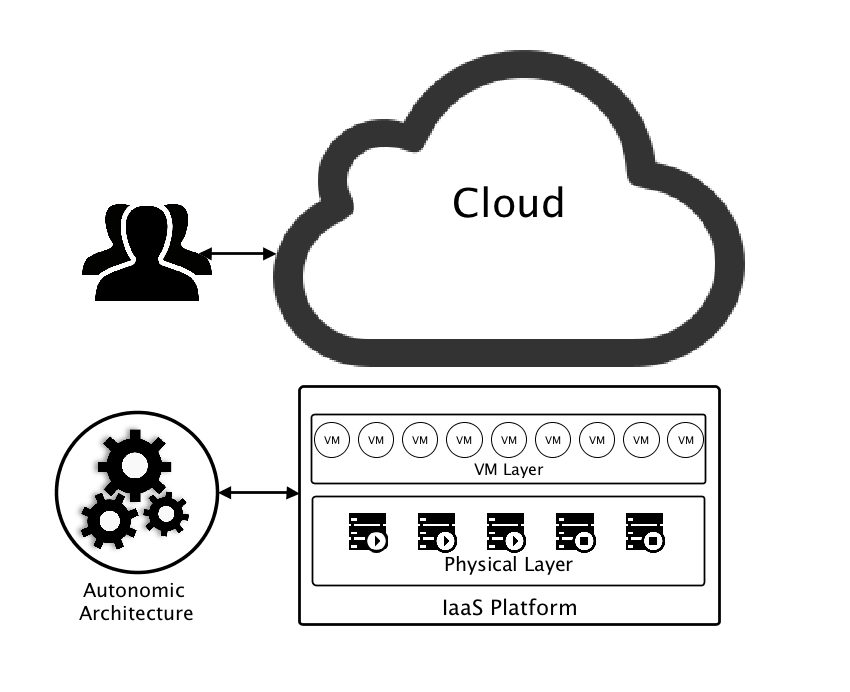 Cloud
VM VM VM VM VM VM VM VM VM
VM Layer
Physical Layer
IaaS Platform
Autonomic
Architecture